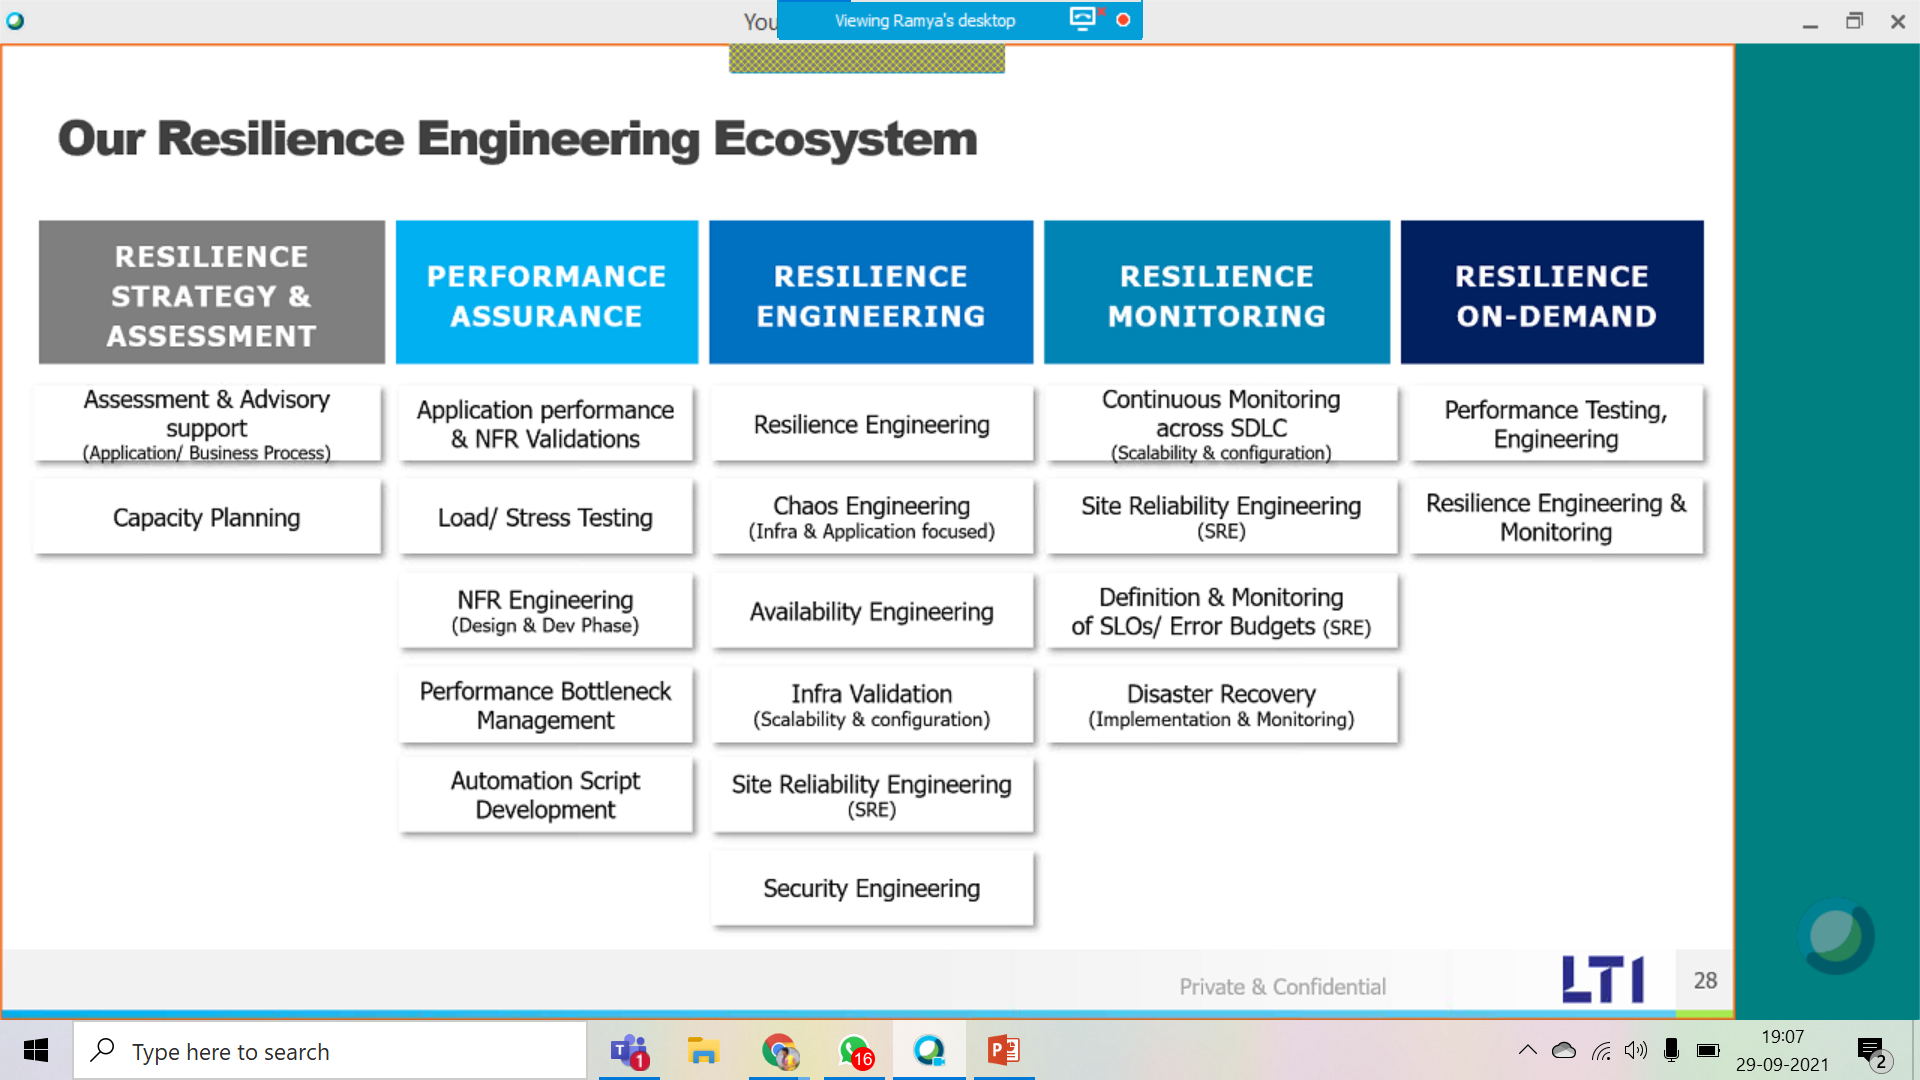 You
Viewing Ramya's desktop
Our Resilience Engineering Ecosystem
RESILIENCE
STRATEGY &
ASSESSMENT
Assessment & Advisory
support
(Application/ Business Process)
Capacity Planning
PERFORMANCE
ASSURANCE
Application performance
& NFR Validations
Load/ Stress Testing
NFR Engineering
(Design & Dev Phase)
Performance Bottleneck
Management
Automation Script
Development
RESILIENCE
ENGINEERING
Resilience Engineering
Chaos Engineering
(Infra & Application focused)
Availability Engineering
Infra Validation
(Scalability & configuration)
Site Reliability Engineering
(SRE)
Security Engineering
RESILIENCE
MONITORING
Continuous Monitoring
across SDLC
(Scalability & configuration)
Site Reliability Engineering
(SRE)
Definition & Monitoring
of SLOs/ Error Budgets (SRE)
Disaster Recovery
(Implementation & Monitoring)
RESILIENCE
ON-DEMAND
Performance Testing,
Engineering
Resilience Engineering &
Monitoring
Private & Confidential
LTI
28
Type here to search
1
16
19:07
29-09-2021
2